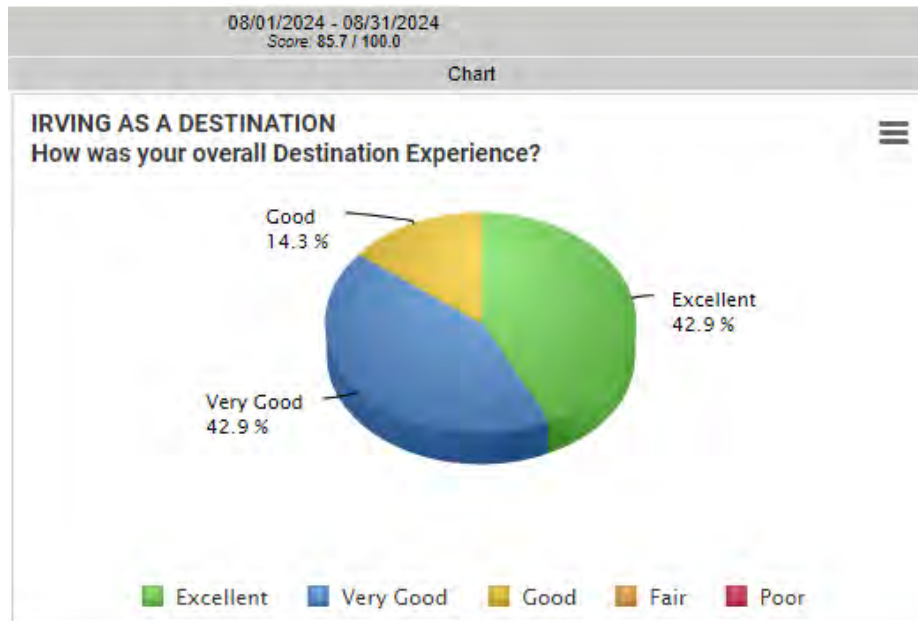 08/01/2024 - 08/31/2024
Score: 85.7 / 100.0
Chart
IRVING AS A DESTINATION
How was your overall Destination Experience?
Good
14.3 %
Excellent
42.9 %
Very Good
42.9 %
Excellent Very Good Good Fair Poor